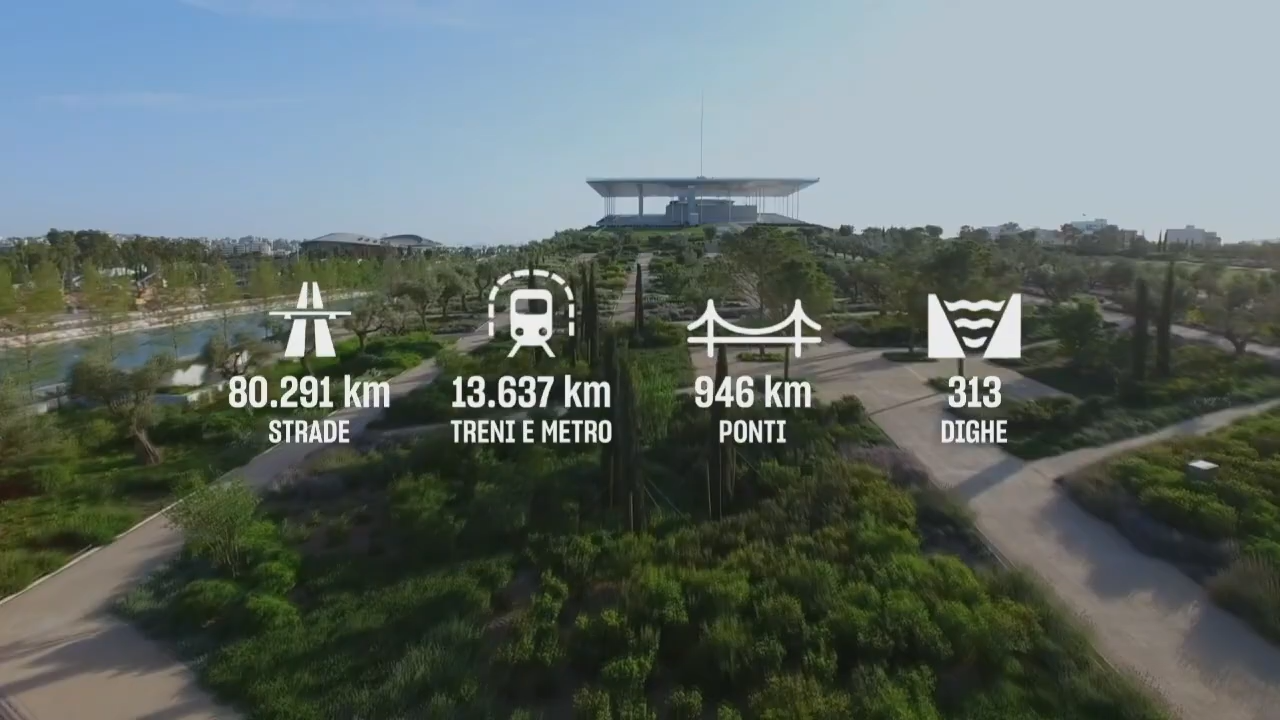 80.291 km
STRADE
13.637 km
TRENI E METRO
946 km
PONTI
313
DIGHE